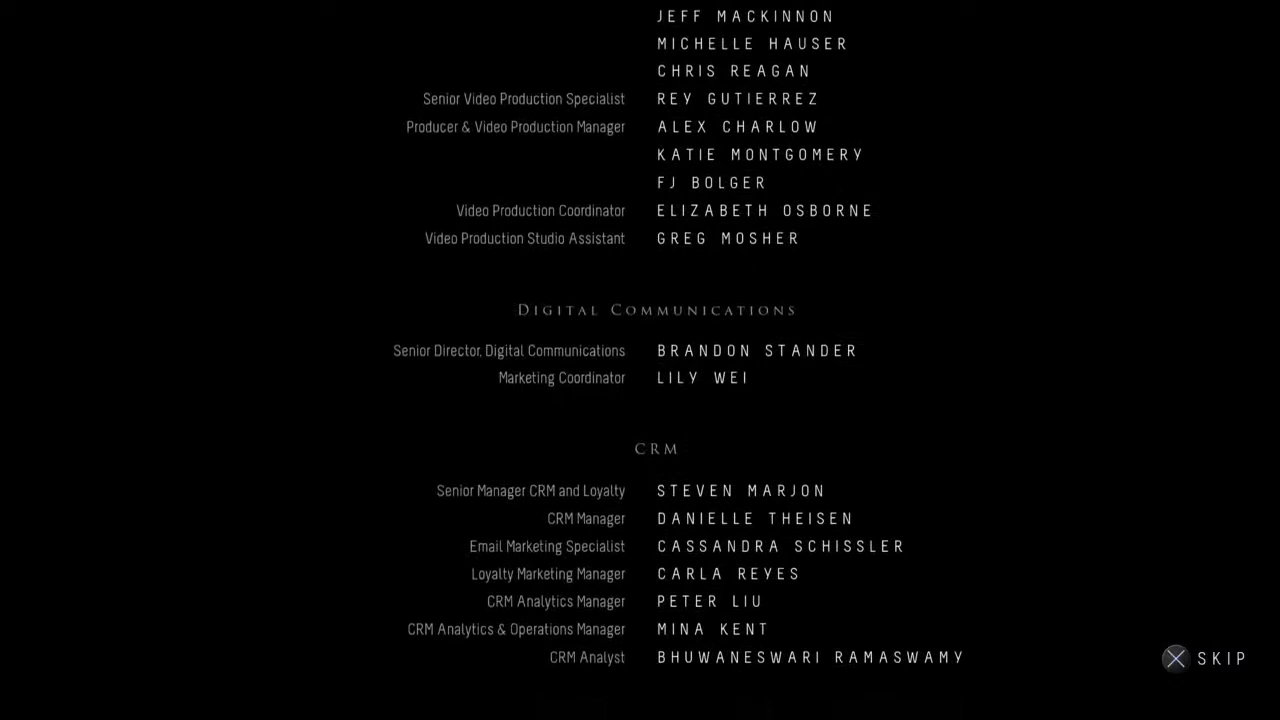 JEFF MACKINNON
MICHELLE HAUSER
CHRIS REAGAN
Senior Video Production Specialist REY GUTIERREZ
Producer & Video Production Manager ALEX CHARLOW
KATIE MONTGOMERY
FJ BOLGER
Video Production Coordinator ELIZABETH OSBORNE
Video Production Studio Assistant GREG MOSHER
DIGITAL COMMUNICATIONS
Senior Director, Digital Communications BRANDON STANDER
Marketing Coordinator LILY WEI
CRM
Senior Manager CRM and Loyalty STEVEN MARJON
CRM Manager DANIELLE THEISEN
Email Marketing Specialist CASSANDRA SCHISSLER
Loyalty Marketing Manager CARLA REYES
CRM Analytics Manager PETER LIU
CRM Analytics & Operations Manager MINA KENT
CRM Analyst BHUWANESWARI RAMASWAMY
SKIP